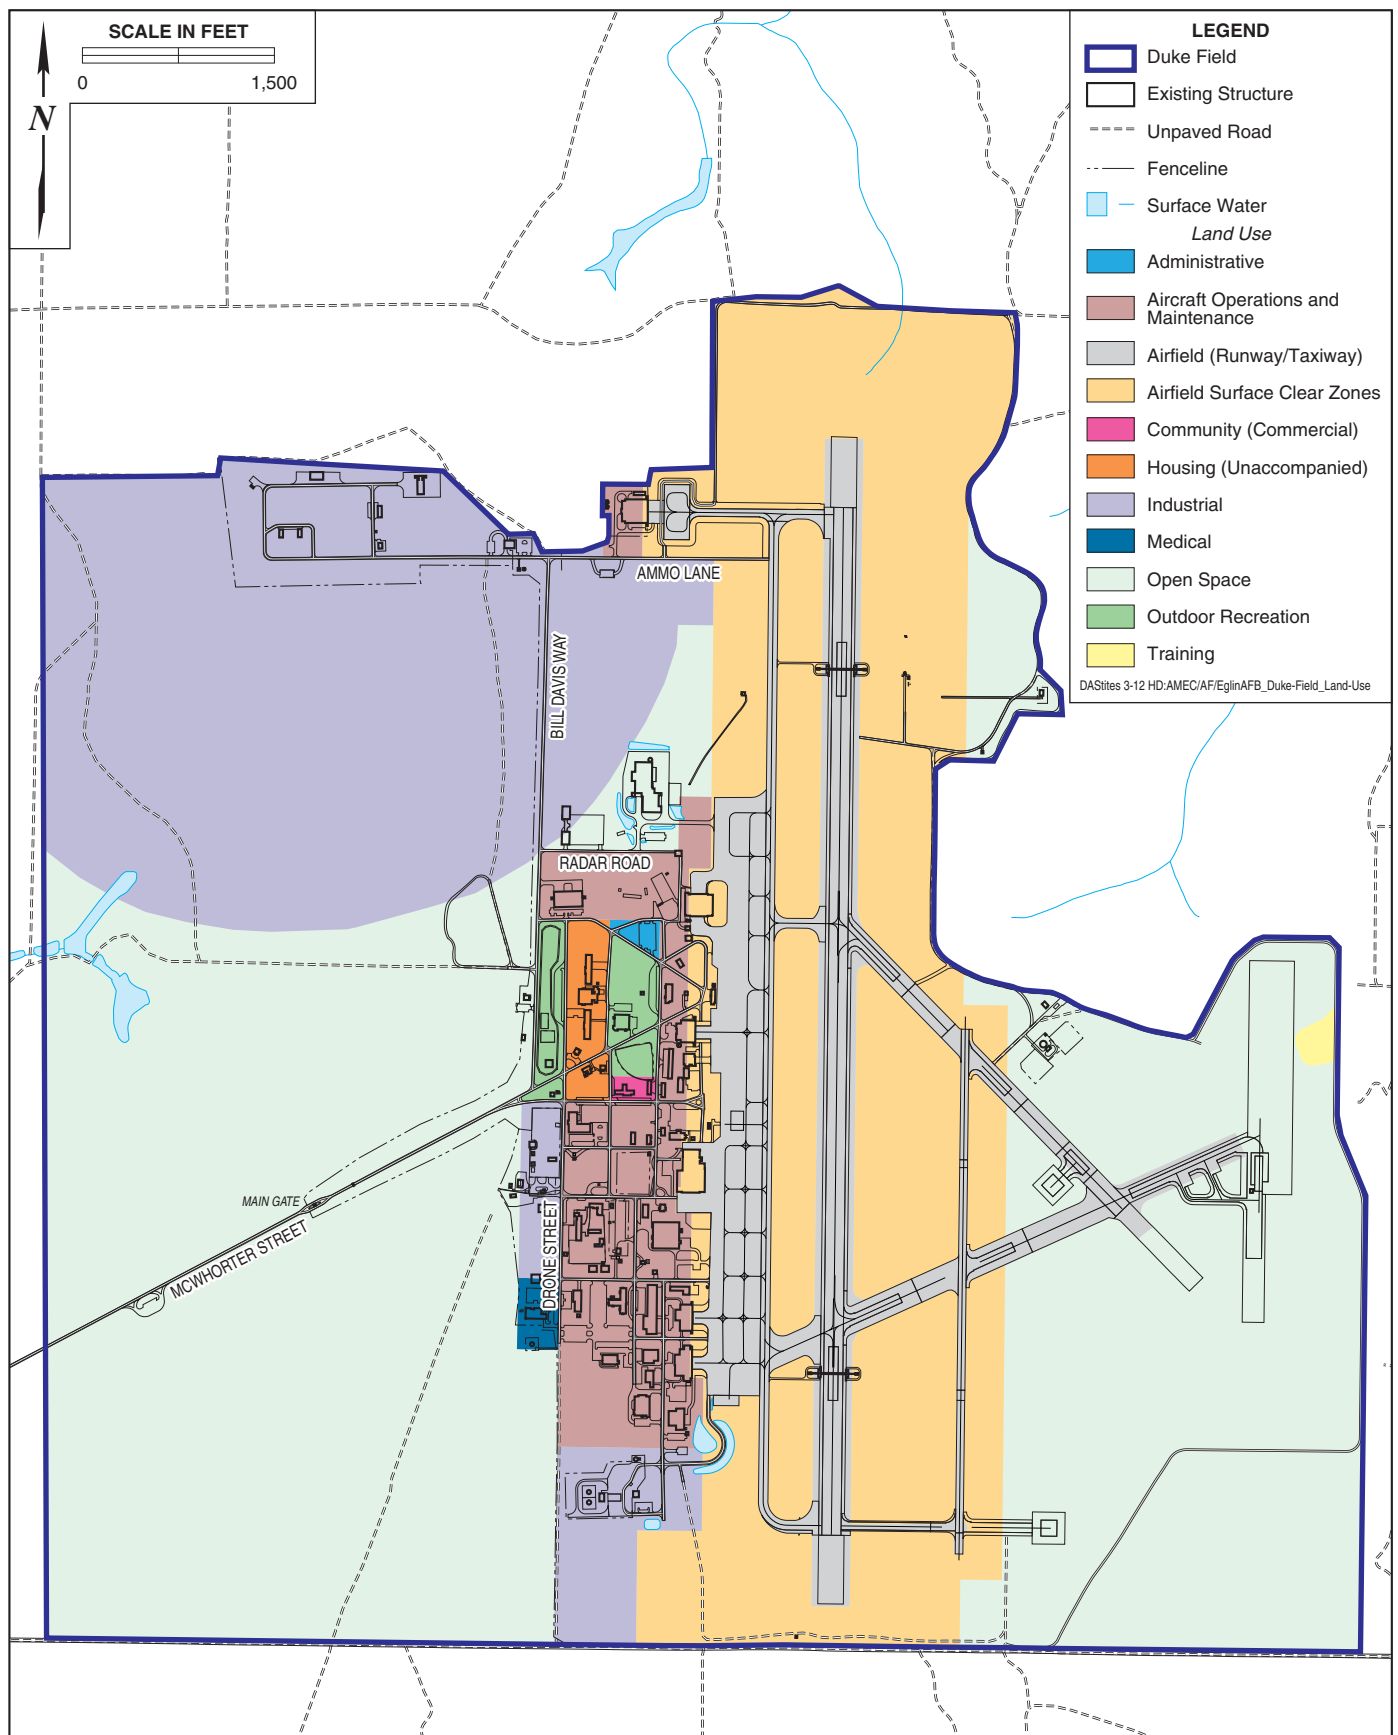 SCALE IN FEET
0 1,500
N
LEGEND
Duke Field
Existing Structure
Unpaved Road
Fenceline
Surface Water
Land Use
Administrative
Aircraft Operations and
Maintenance
Airfield (Runway/Taxiway)
Airfield Surface Clear Zones
Community (Commercial)
Housing (Unaccompanied)
Industrial
Medical
Open Space
Outdoor Recreation
Training
DAStites 3-12 HD:AMEC/AF/EglinAFB_Duke-Field_Land-Use
AMMO LANE
BILL DAVIS WAY
RADAR ROAD
MAIN GATE
MCWHORTER STREET
DRONE STREET